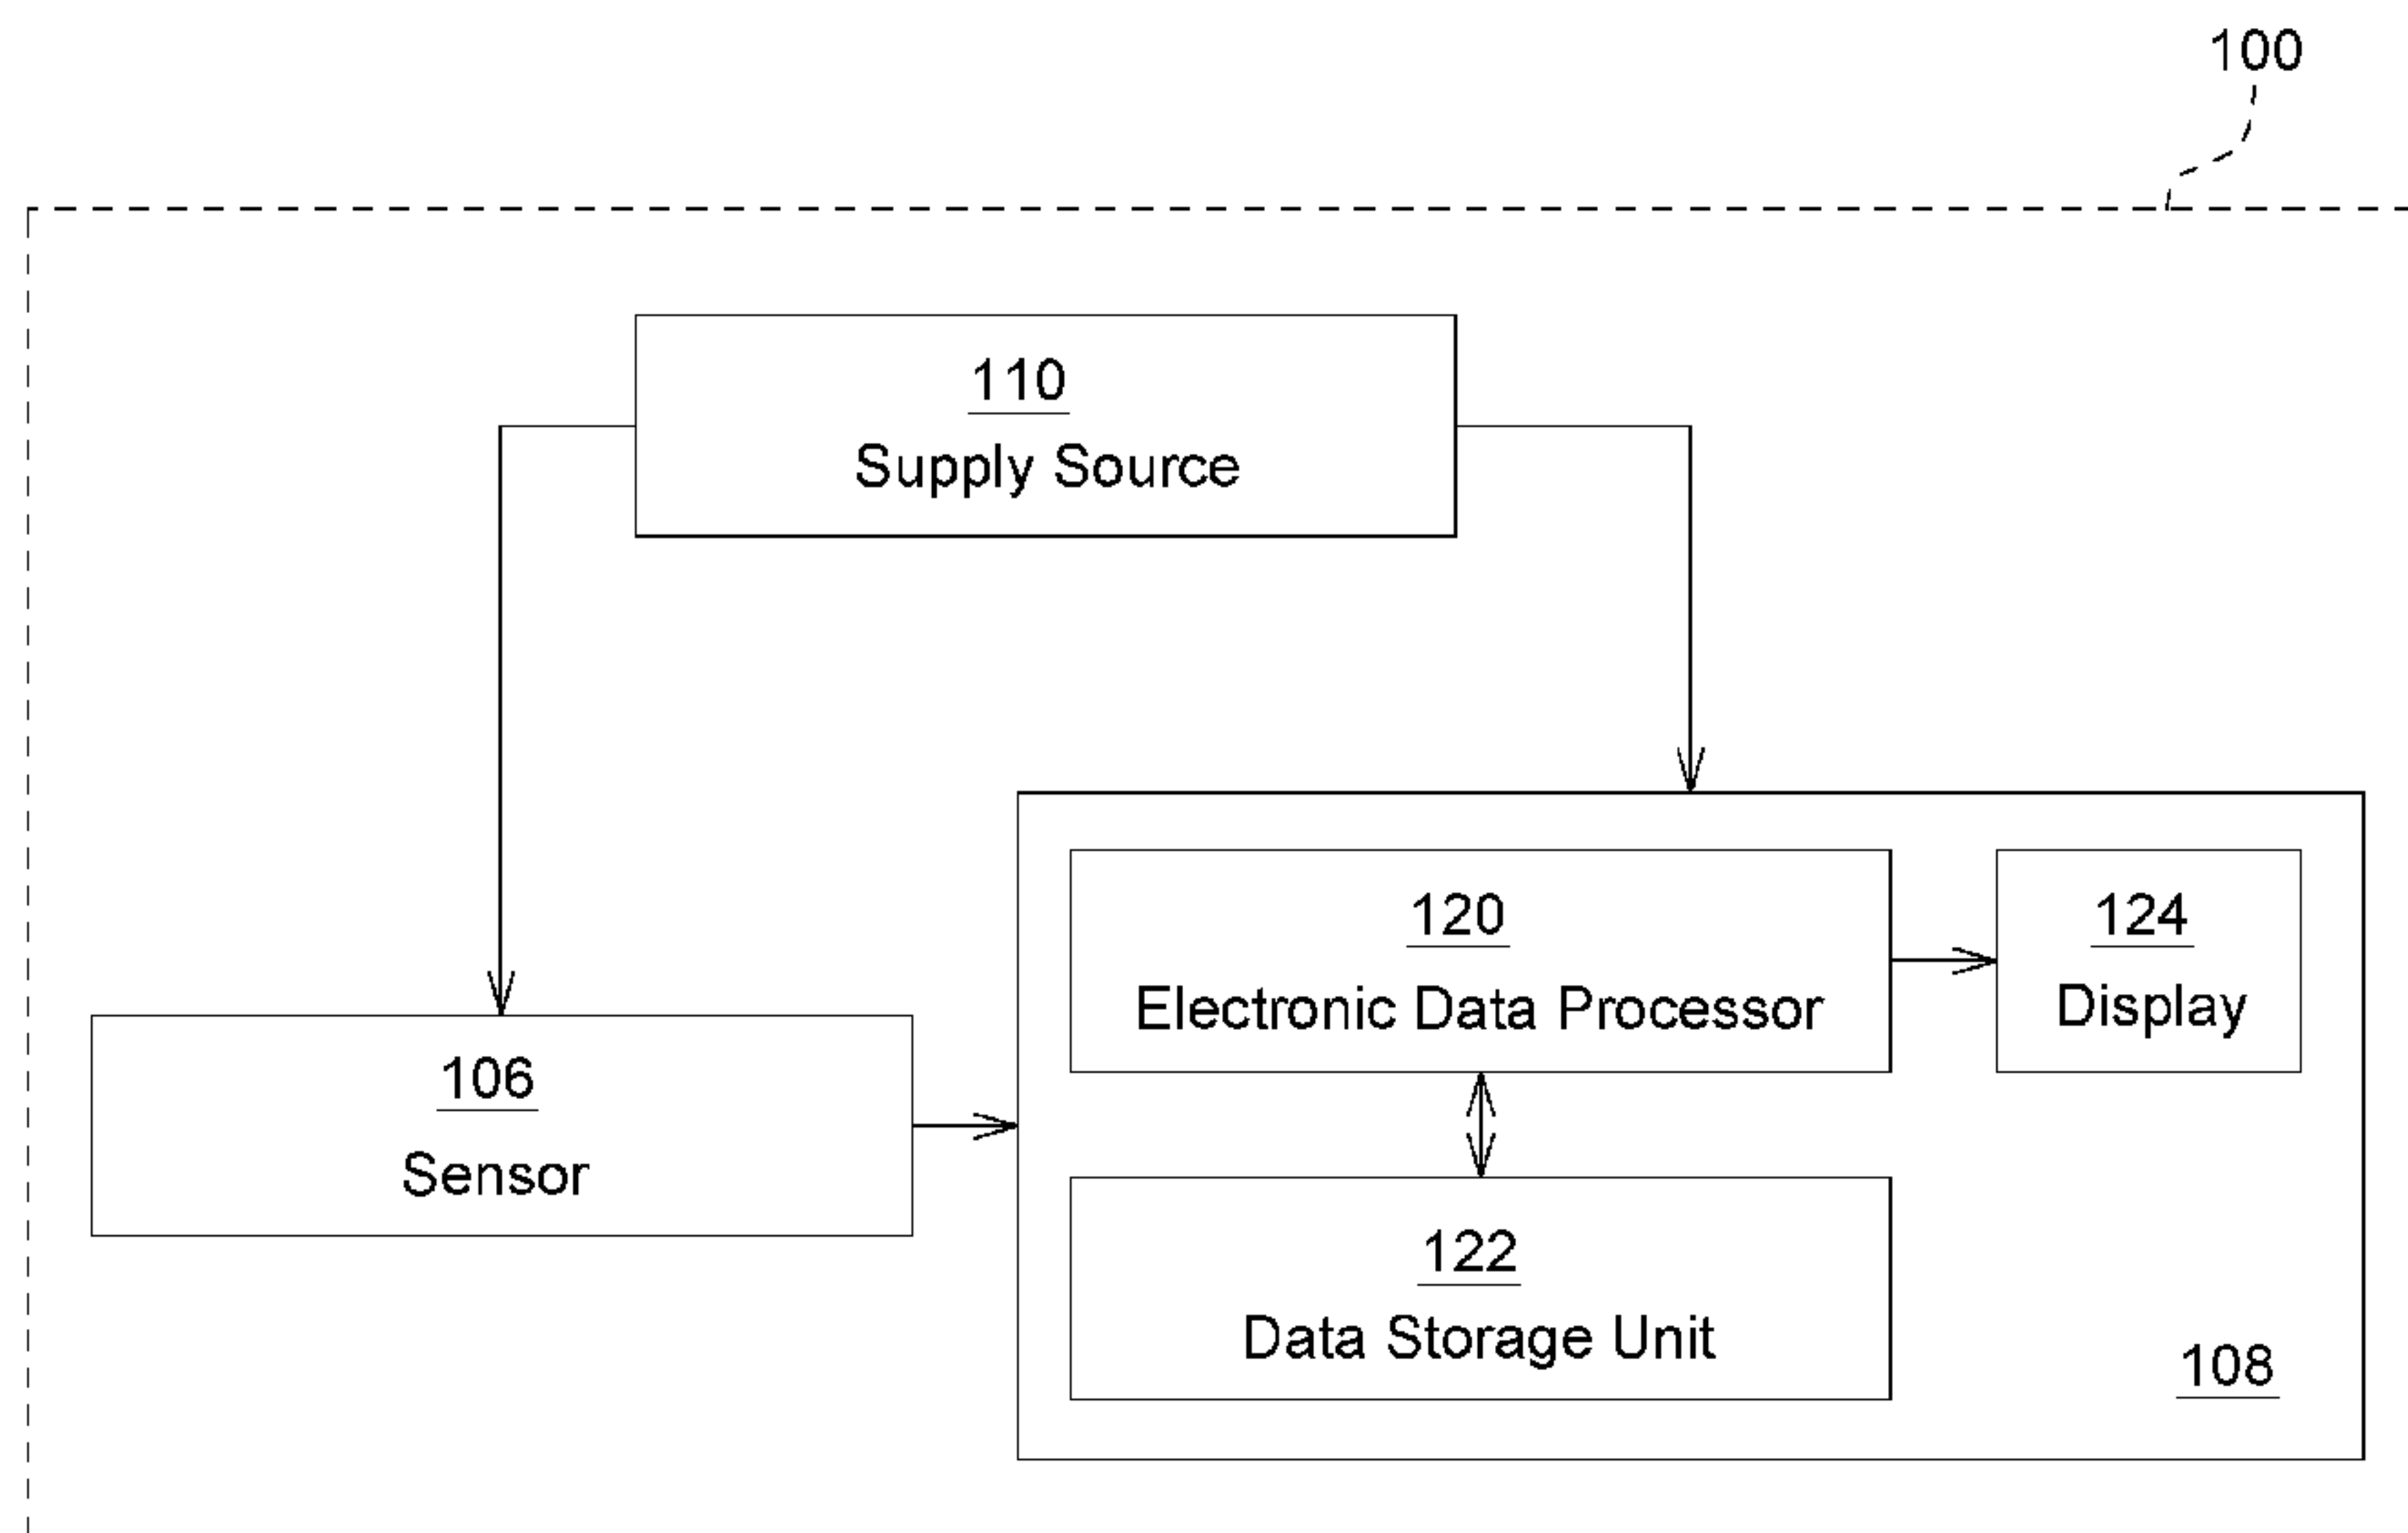 100
110
Supply Source
120
Electronic Data Processor
124
Display
106
Sensor
122
Data Storage Unit
108